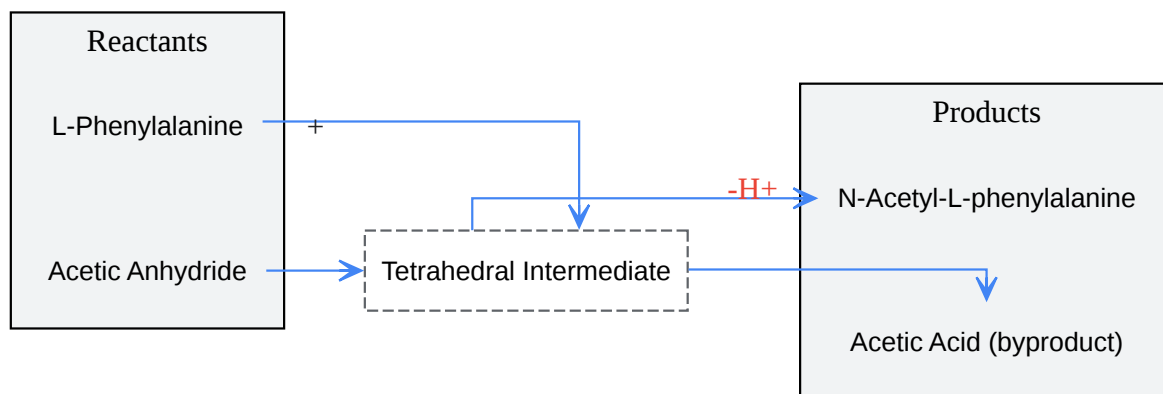 Reactants
L-Phenylalanine
+
Acetic Anhydride
Tetrahedral Intermediate
-H+
Products
N-Acetyl-L-phenylalanine
Acetic Acid (byproduct)